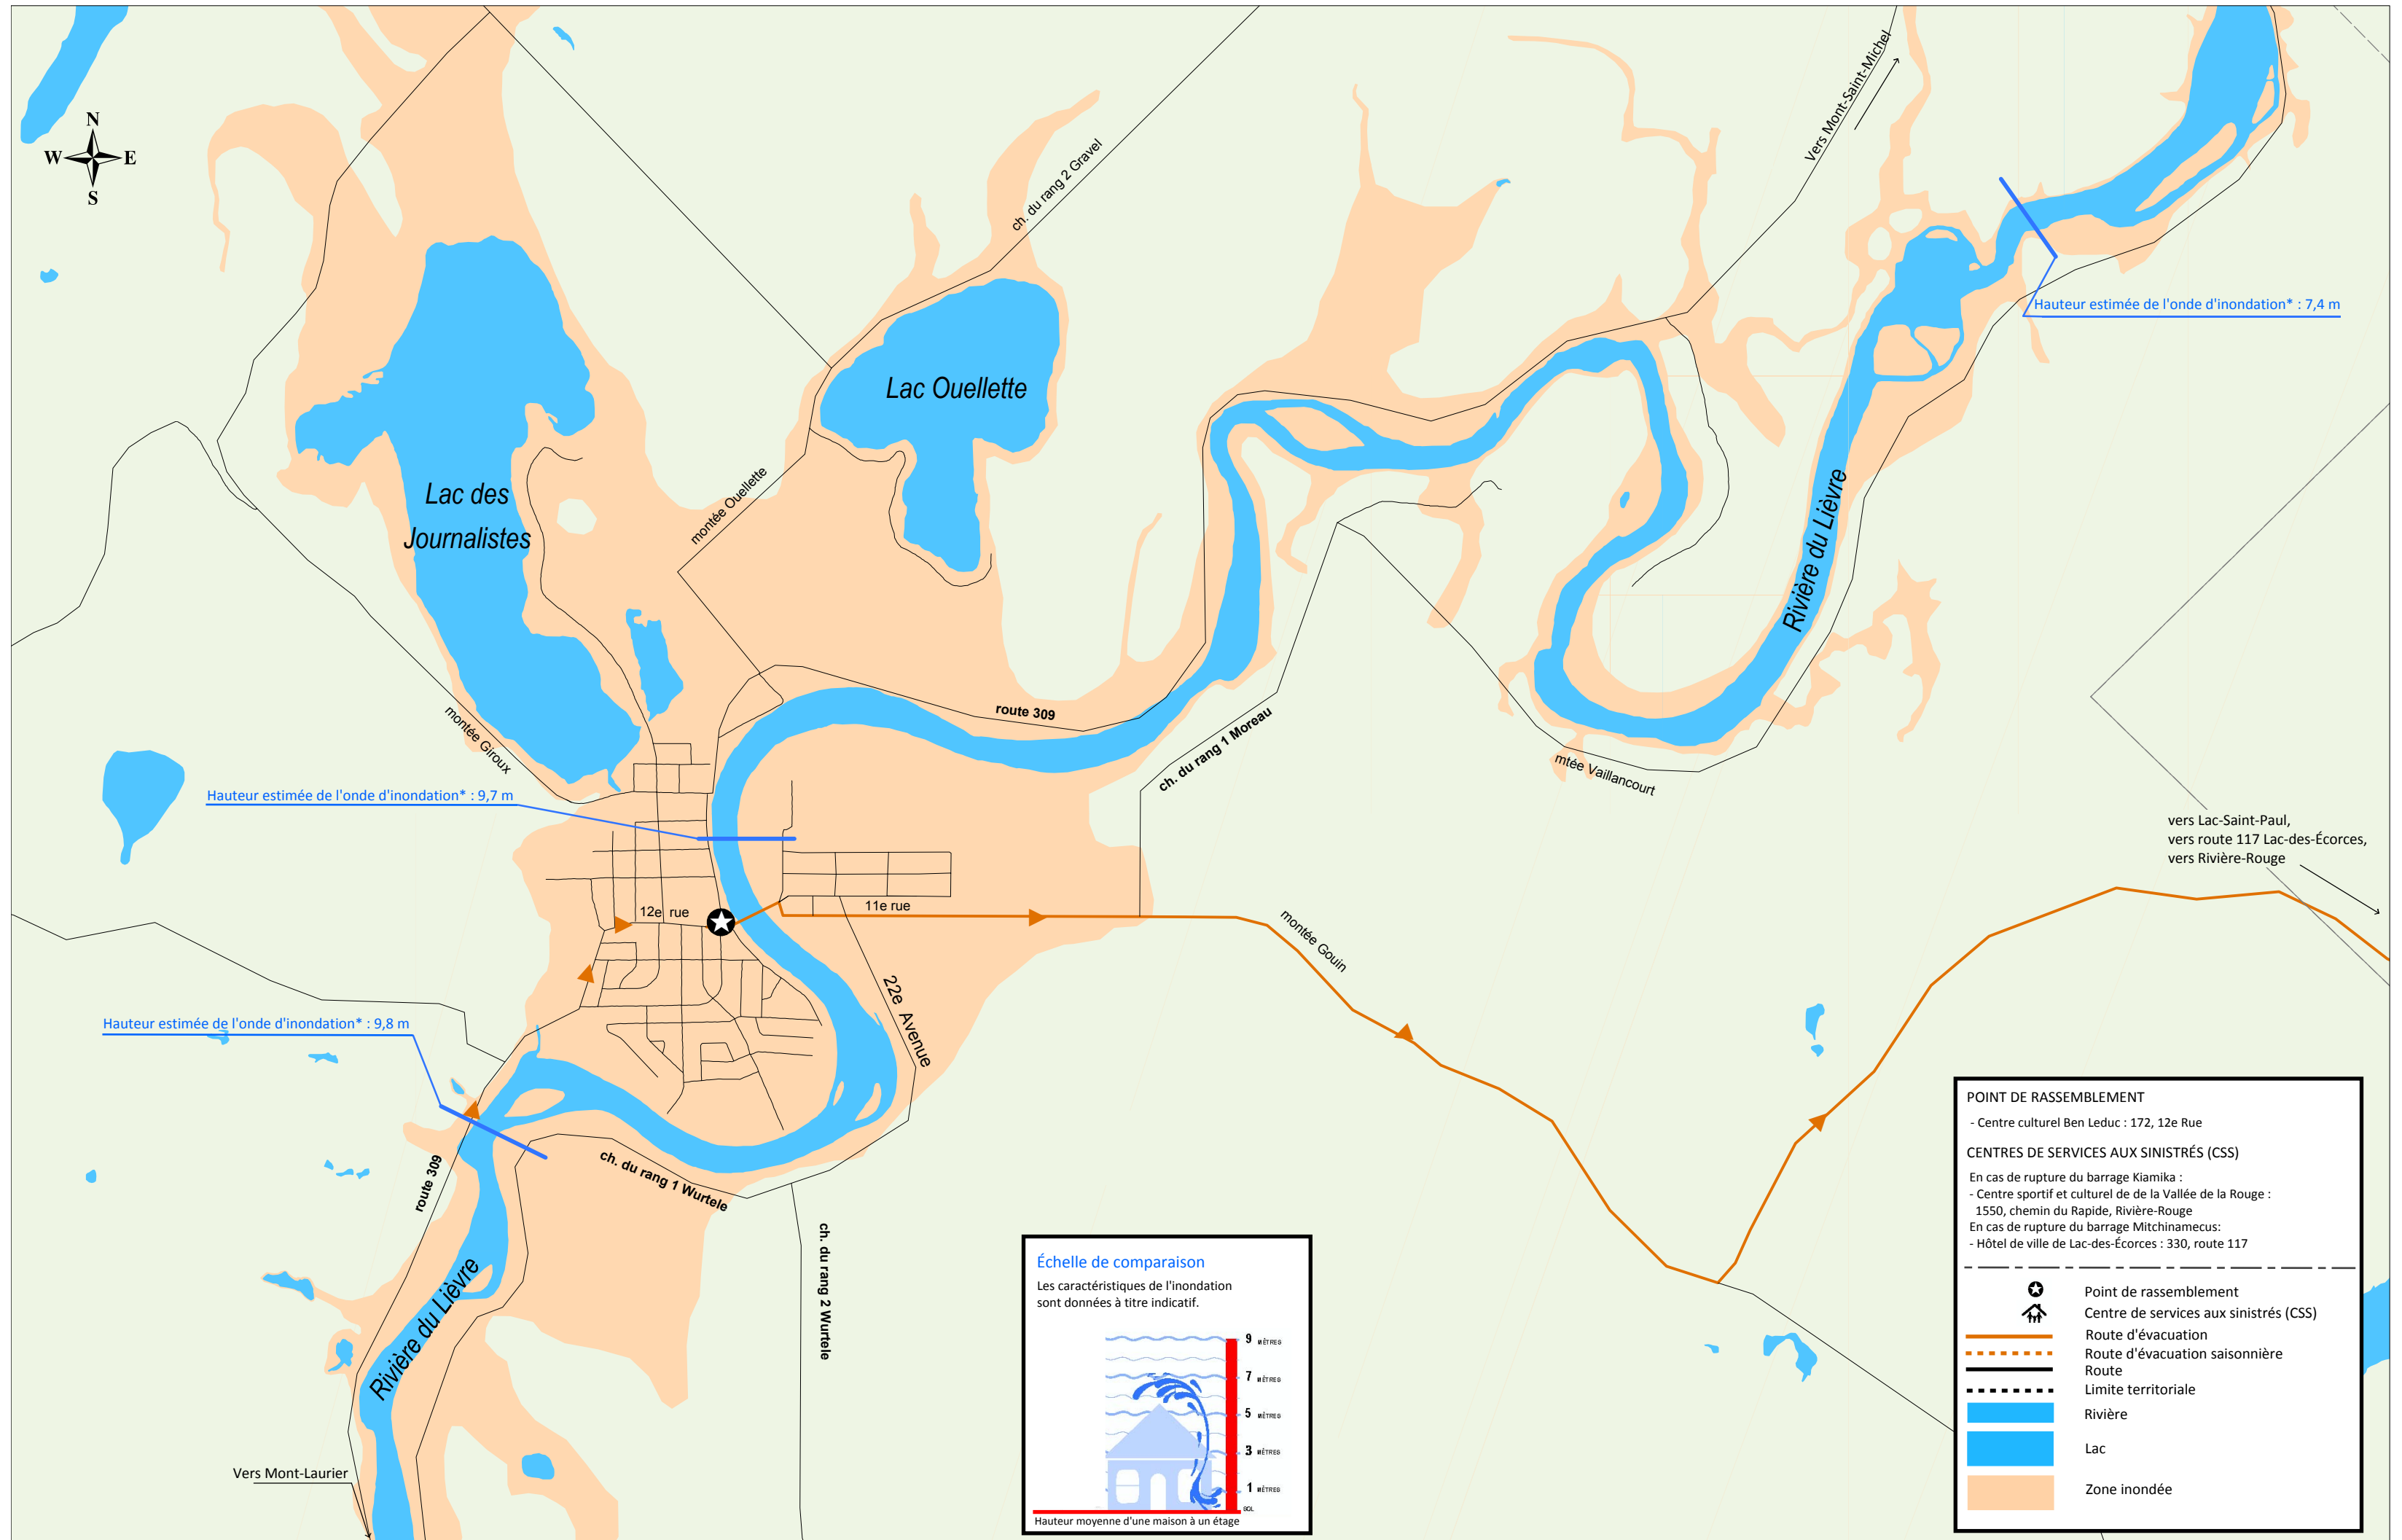 N
W E
S
Vers Mont-Saint-Michel
ch. du rang 2 Gravel
Hauteur estimée de l'onde d'inondation* : 7,4 m
Lac Ouellette
Lac des
Journalistes
montée Ouellette
Rivière du Lièvre
montée Giroux
route 309
ch. du rang 1 Moreau
mtée Vaillancourt
Hauteur estimée de l'onde d'inondation* : 9,7 m
vers Lac-Saint-Paul,
vers route 117 Lac-des-Écorces,
vers Rivière-Rouge
12e rue
11e rue
montée Gouin
22e Avenue
Hauteur estimée de l'onde d'inondation* : 9,8 m
route 309
ch. du rang 1 Wurtele
ch. du rang 2 Wurtele
Rivière du Lièvre
Vers Mont-Laurier
Échelle de comparaison
Les caractéristiques de l'inondation
sont données à titre indicatif.
9 MÈTRES
7 MÈTRES
5 MÈTRES
3 MÈTRES
1 MÈTRES
SOL
Hauteur moyenne d'une maison à un étage
POINT DE RASSEMBLEMENT
- Centre culturel Ben Leduc : 172, 12e Rue
CENTRES DE SERVICES AUX SINISTRÉS (CSS)
En cas de rupture du barrage Kiamika :
- Centre sportif et culturel de de la Vallée de la Rouge :
1550, chemin du Rapide, Rivière-Rouge
En cas de rupture du barrage Mitchinamecus:
- Hôtel de ville de Lac-des-Écorces : 330, route 117
Point de rassemblement
Centre de services aux sinistrés (CSS)
Route d'évacuation
Route d'évacuation saisonnière
Route
Limite territoriale
Rivière
Lac
Zone inondée